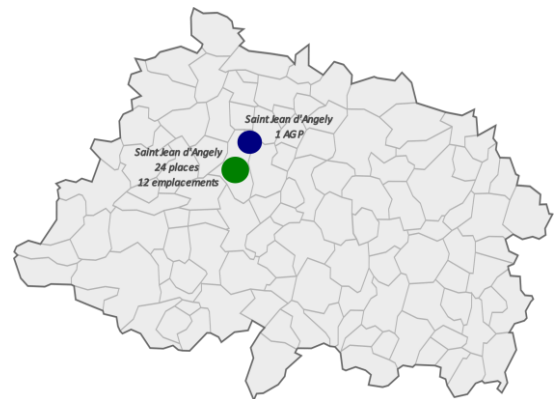 Saint Jean d'Angely
1 AGP
Saint Jean d'Angely
24 places
12 emplacements